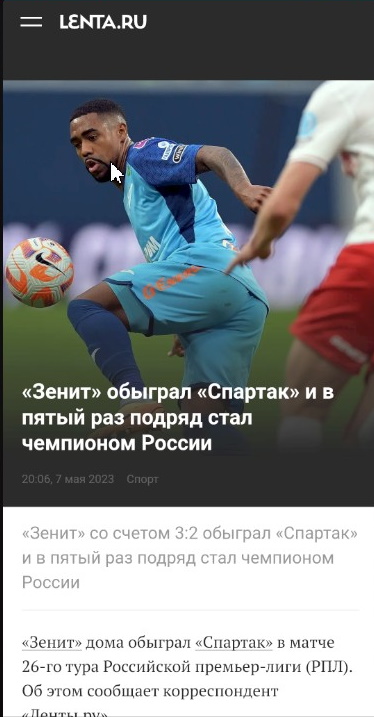 LENTA.RU
«Зенит» обыграл «Спартак» и в
пятый раз подряд стал
чемпионом России
20:06, 7 мая 2023 Спорт
«Зенит» со счетом 3:2 обыграл «Спартак»
и в пятый раз подряд стал чемпионом
России
«Зенит» дома обыграл «Спартак» в матче
26-го тура Российской премьер-лиги (РПЛ).
Об этом сообщает корреспондент
«Ленты.ру».